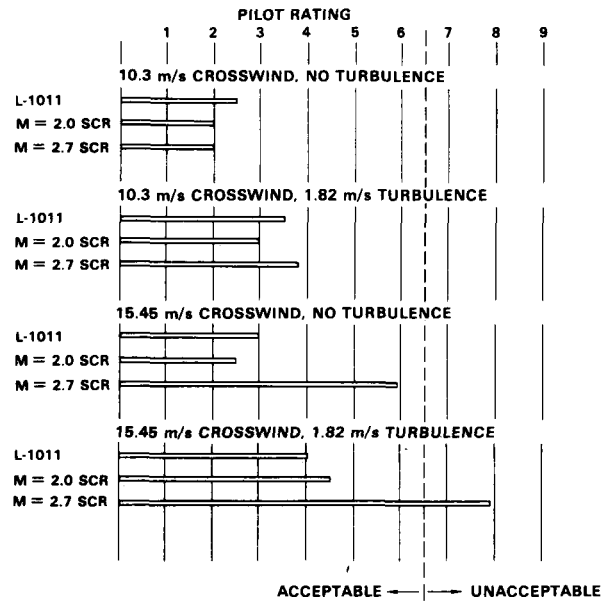 PILOT RATING
1 2 3 4 5 6 7 8 9
10.3 m/s CROSSWIND, NO TURBULENCE
L-1011
M = 2.0 SCR
M = 2.7 SCR
10.3 m/s CROSSWIND, 1.82 m/s TURBULENCE
L-1011
M = 2.0 SCR
M = 2.7 SCR
15.45 m/s CROSSWIND, NO TURBULENCE
L-1011
M = 2.0 SCR
M = 2.7 SCR
15.45 m/s CROSSWIND, 1.82 m/s TURBULENCE
L-1011
M = 2.0 SCR
M = 2.7 SCR
ACCEPTABLE UNACCEPTABLE